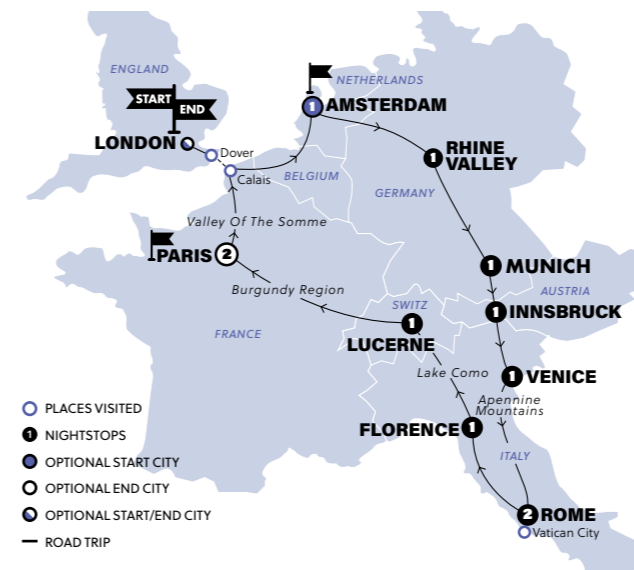 ENGLAND
START
END
LONDON
Dover
Calais
NETHERLANDS
1
AMSTERDAM
BELGIUM
1
RHINE
VALLEY
GERMANY
Valley Of The Somme
PARIS
2
Burgundy Region
FRANCE
1
MUNICH
AUSTRIA
1
INNSBRUCK
SWITZ
1
LUCERNE
Lake Como
1
VENICE
Apennine
Mountains
FLORENCE
1
ITALY
2
ROME
Vatican City
PLACES VISITED
1
NIGHTSTOPS
OPTIONAL START CITY
OPTIONAL END CITY
OPTIONAL START/END CITY
ROAD TRIP